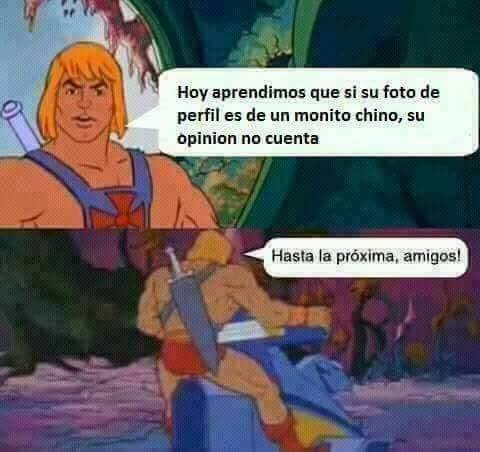 Hoy aprendimos que si su foto de
perfil es de un monito chino, su
opinion no cuenta
Hasta la próxima, amigos!